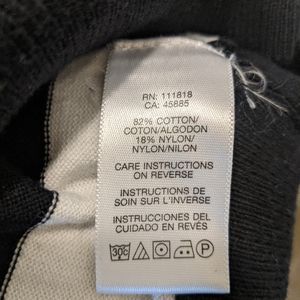 RN: 111818
CA: 45885
82% COTTON/
COTON/ALGODON
18% NYLON/
NYLON/NILON
CARE INSTRUCTIONS
ON REVERSE
INSTRUCTIONS DE
SOIN SUR L'INVERSE
INSTRUCCIONES DEL
CUIDADO EN REVÉS
30C P